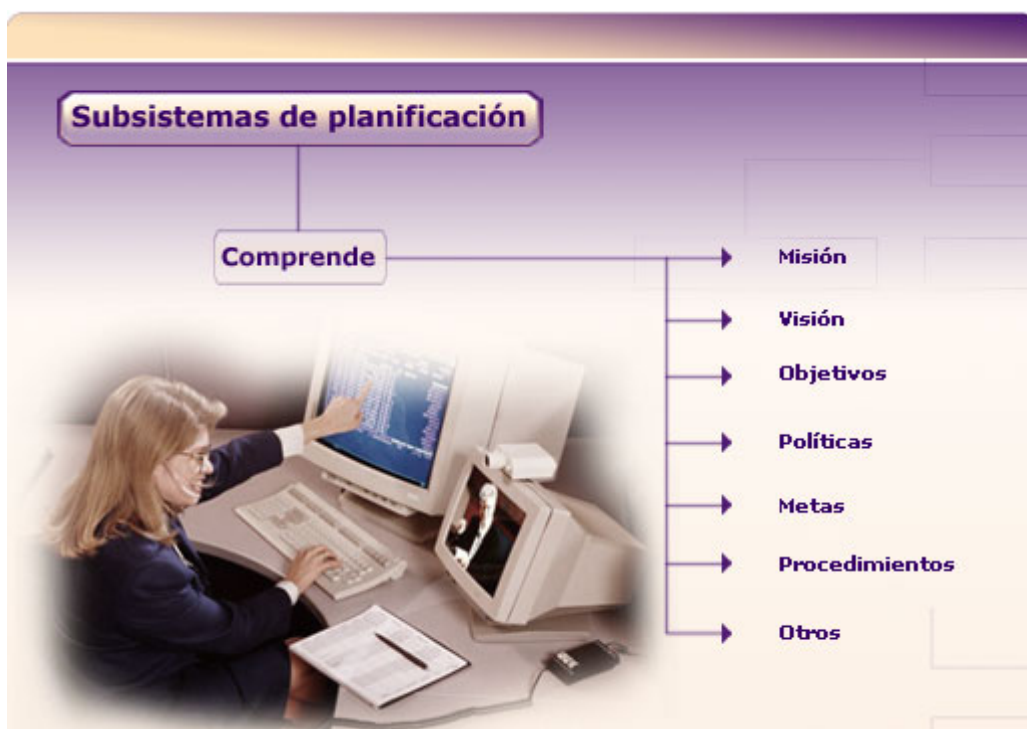 Subsistemas de planificación
Comprende
Misión
Visión
Objetivos
Políticas
Metas
Procedimientos
Otros